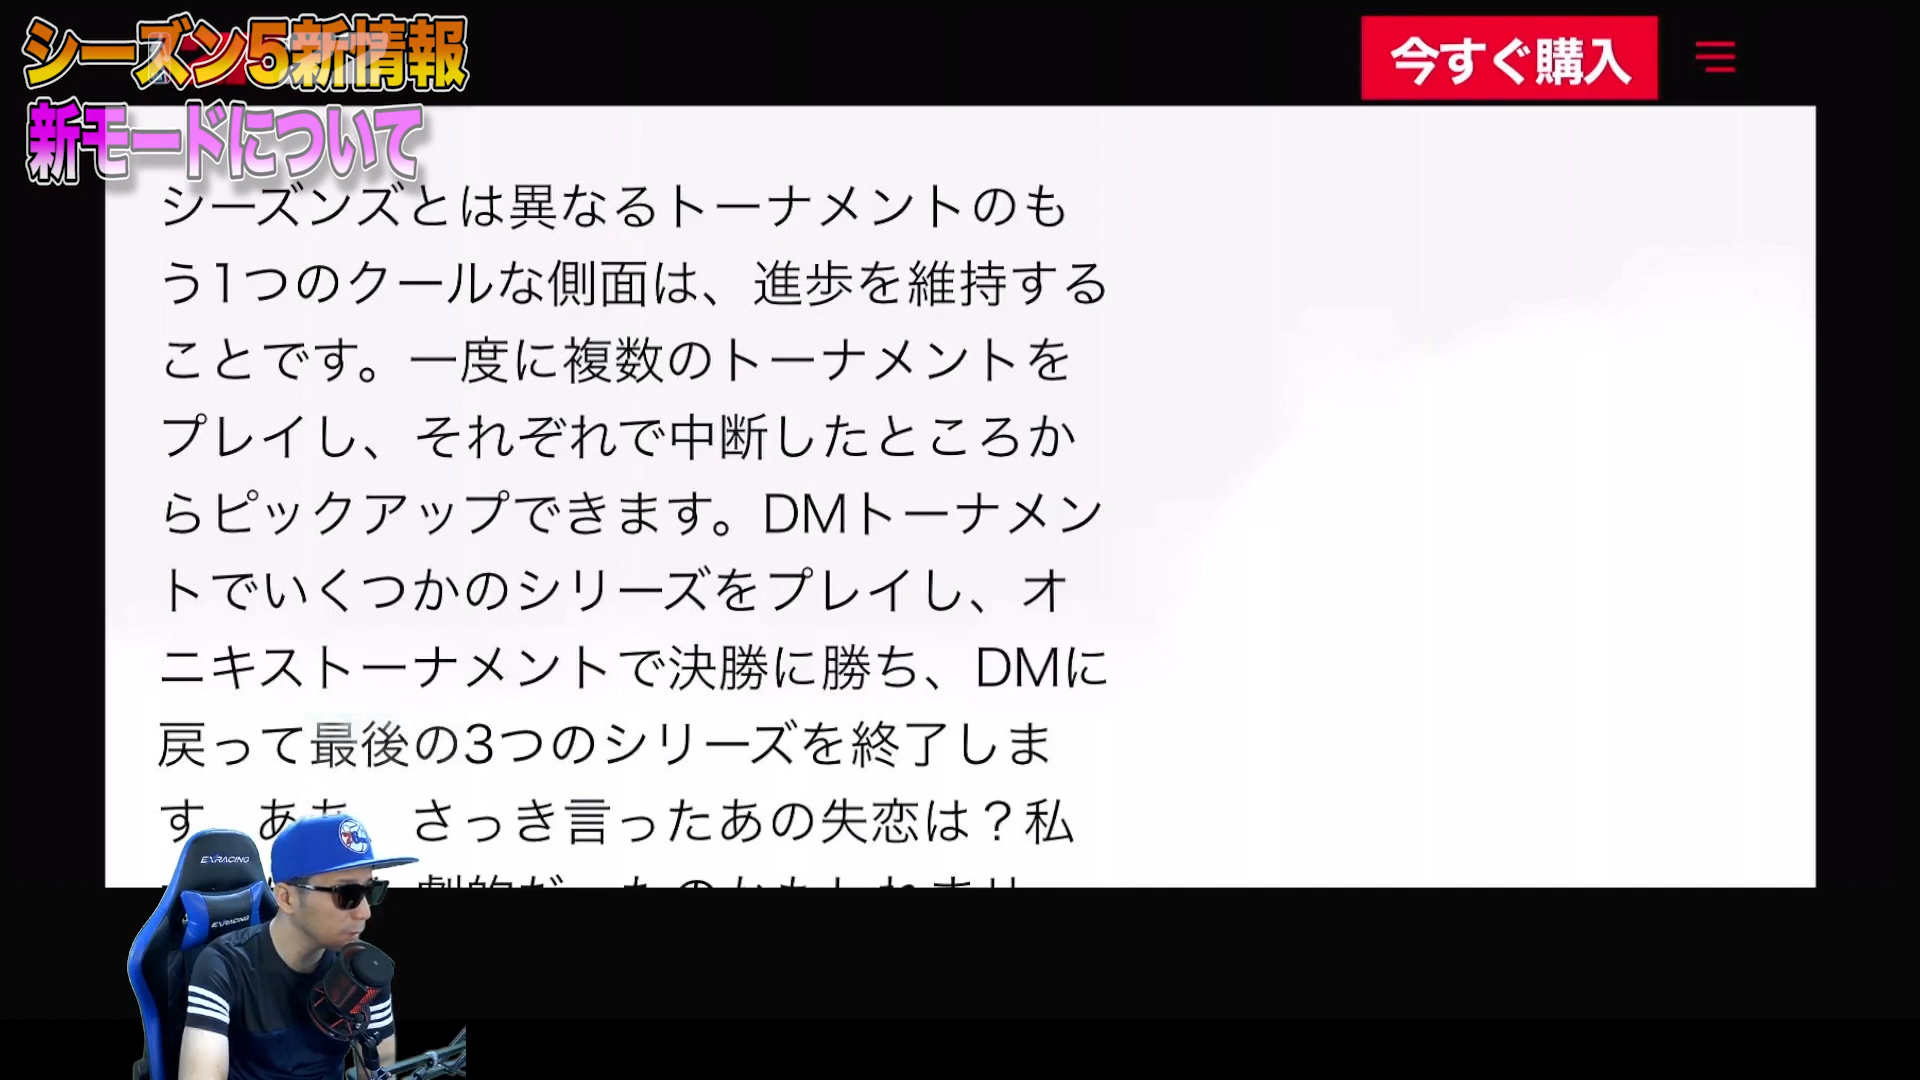 シーズン5新情報
今すぐ購入
新モードについて
シーズンズとは異なるトーナメントのも
う1つのクールな側面は、進歩を維持する
ことです。一度に複数のトーナメントを
プレイし、それぞれで中断したところか
らピックアップできます。DMトーナメン
トでいくつかのシリーズをプレイし、オ
ニキストーナメントで決勝に勝ち、DMに
戻って最後の3つのシリーズを終了しま
す。ああ、さっき言ったあの失恋は？私
EXRACING
EXRACING